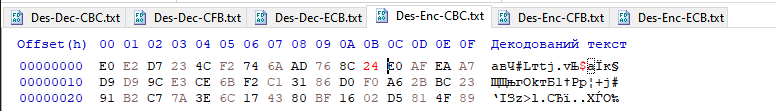 Des-Dec-CBC.txt Des-Dec-CFB.txt Des-Dec-ECB.txt Des-Enc-CBC.txt Des-Enc-CFB.txt Des-Enc-ECB.txt
Offset(h) 00 01 02 03 04 05 06 07 08 09 0A 0B 0C 0D 0E 0F Декодований текст
00000000 E0 E2 D7 23 4C F2 74 6A AD 76 8C 24 E0 AF EA A7 авЧ#Lтtj.vЊ$аЇк§
00000010 D9 D9 9C E3 CE 6B F2 C1 31 86 D0 F0 A6 2B BC 23 ЩЩњгОkтБ1†Рр¦+ј#
00000020 91 B2 C7 7A 3E 6C 17 43 80 BF 16 02 D5 81 4F 89 ‘ІЗz>l.CЂї..ХЃO‰